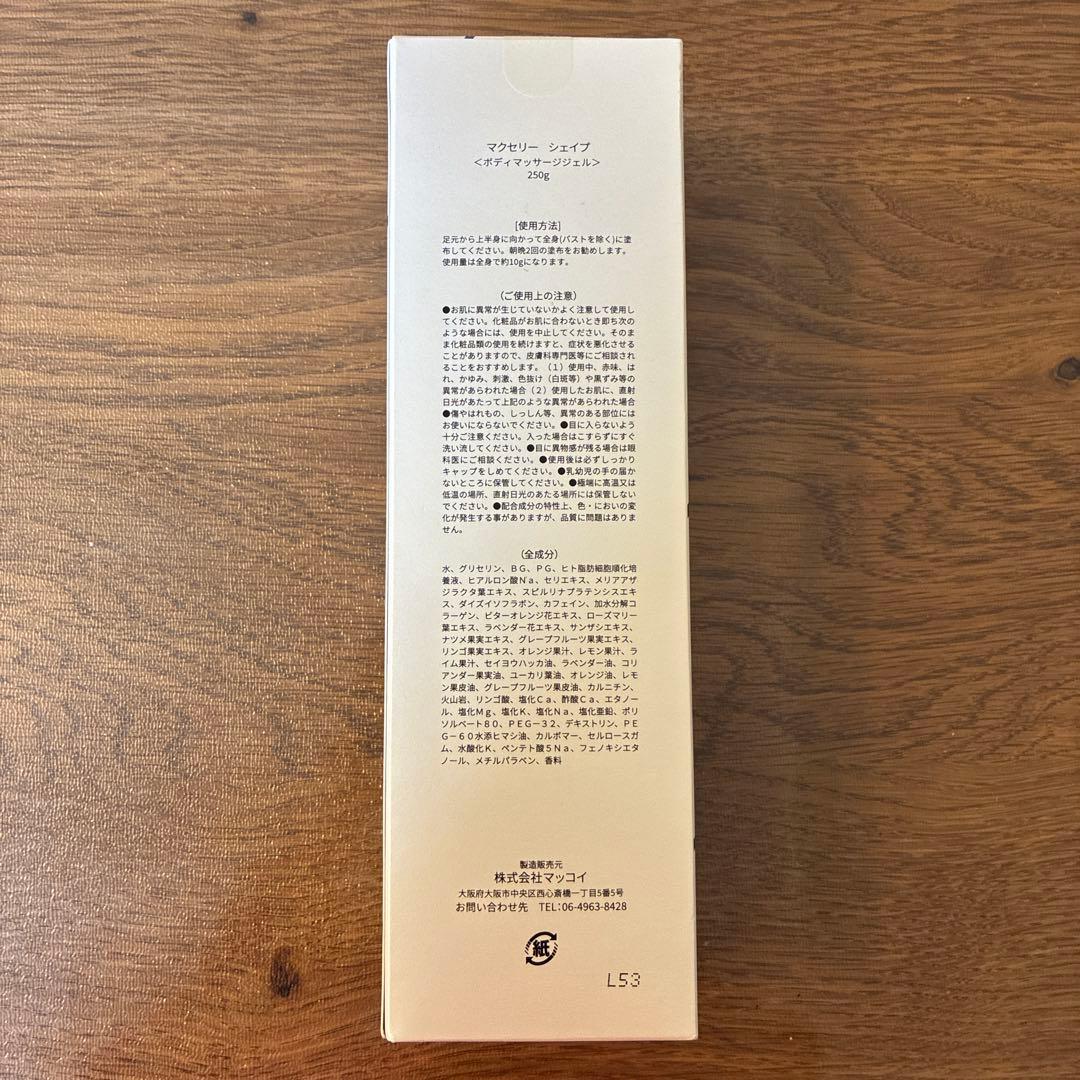 マクセリー　シェイプ
＜ボディマッサージジェル＞
250g
[使用方法]
足元から上半身に向かって全身(バストを除く)に塗
布してください。朝晩2回の塗布をお勧めします。
使用量は全身で約10gになります。
（ご使用上の注意）
●お肌に異常が生じていないかよく注意して使用し
てください。化粧品がお肌に合わないとき即ち次の
ような場合には、使用を中止してください。そのま
ま化粧品類の使用を続けますと、症状を悪化させる
ことがありますので、皮膚科専門医等にご相談され
ることをおすすめします。（１）使用中、赤味、は
れ、かゆみ、刺激、色抜け（白斑等）や黒ずみ等の
異常があらわれた場合（２）使用したお肌に、直射
日光があたって上記のような異常があらわれた場合
●傷やはれもの、しっしん等、異常のある部位には
お使いにならないでください。●目に入らないよう
十分ご注意ください。入った場合はこすらずにすぐ
洗い流してください。●目に異物感が残る場合は眼
科医にご相談ください。●使用後は必ずしっかり
キャップをしめてください。●乳幼児の手の届か
ないところに保管してください。●極端に高温又は
低温の場所、直射日光のあたる場所には保管しない
でください。●配合成分の特性上、色・においの変
化が発生する事がありますが、品質に問題はありま
せん。
（全成分）
水、グリセリン、ＢＧ、ＰＧ、ヒト脂肪細胞順化培
養液、ヒアルロン酸Ｎａ、セリエキス、メリアアザ
ジラクタ葉エキス、スピルリナプラテンシスエキ
ス、ダイズイソフラボン、カフェイン、加水分解コ
ラーゲン、ビターオレンジ花エキス、ローズマリー
葉エキス、ラベンダー花エキス、サンザシエキス、
ナツメ果実エキス、グレープフルーツ果実エキス、
リンゴ果実エキス、オレンジ果汁、レモン果汁、ラ
イム果汁、セイヨウハッカ油、ラベンダー油、コリ
アンダー果実油、ユーカリ葉油、オレンジ油、レモ
ン果皮油、グレープフルーツ果皮油、カルニチン、
火山岩、リンゴ酸、塩化Ｃａ、酢酸Ｃａ、エタノー
ル、塩化Ｍｇ、塩化Ｋ、塩化Ｎａ、塩化亜鉛、ポリ
ソルベート８０、ＰＥＧ－３２、デキストリン、ＰＥ
Ｇ－６０水添ヒマシ油、カルボマー、セルロースガ
ム、水酸化Ｋ、ペンテト酸５Ｎａ、フェノキシエタ
ノール、メチルパラベン、香料
製造販売元
株式会社マッコイ
大阪府大阪市中央区西心斎橋一丁目5番5号
お問い合わせ先　TEL：06-4963-8428
紙
L53